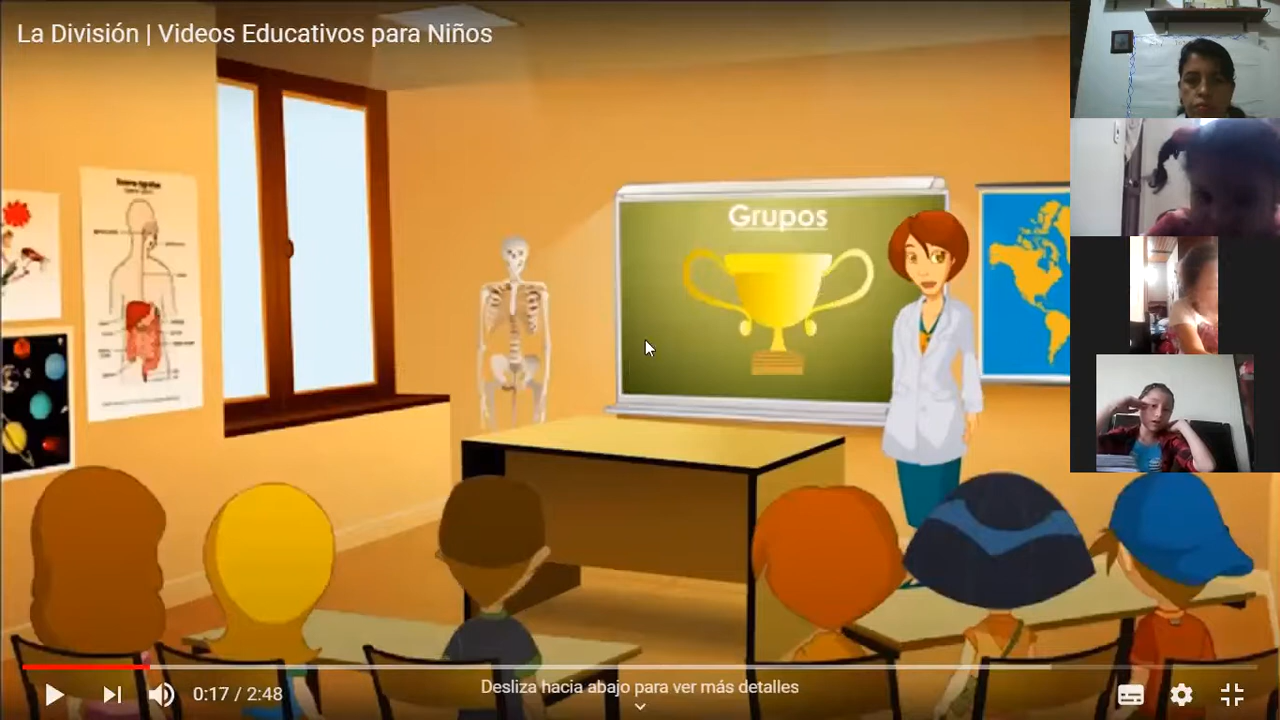 La División | Videos Educativos para Niños
Grupos
0:17 / 2:48
Desliza hacia abajo para ver más detalles